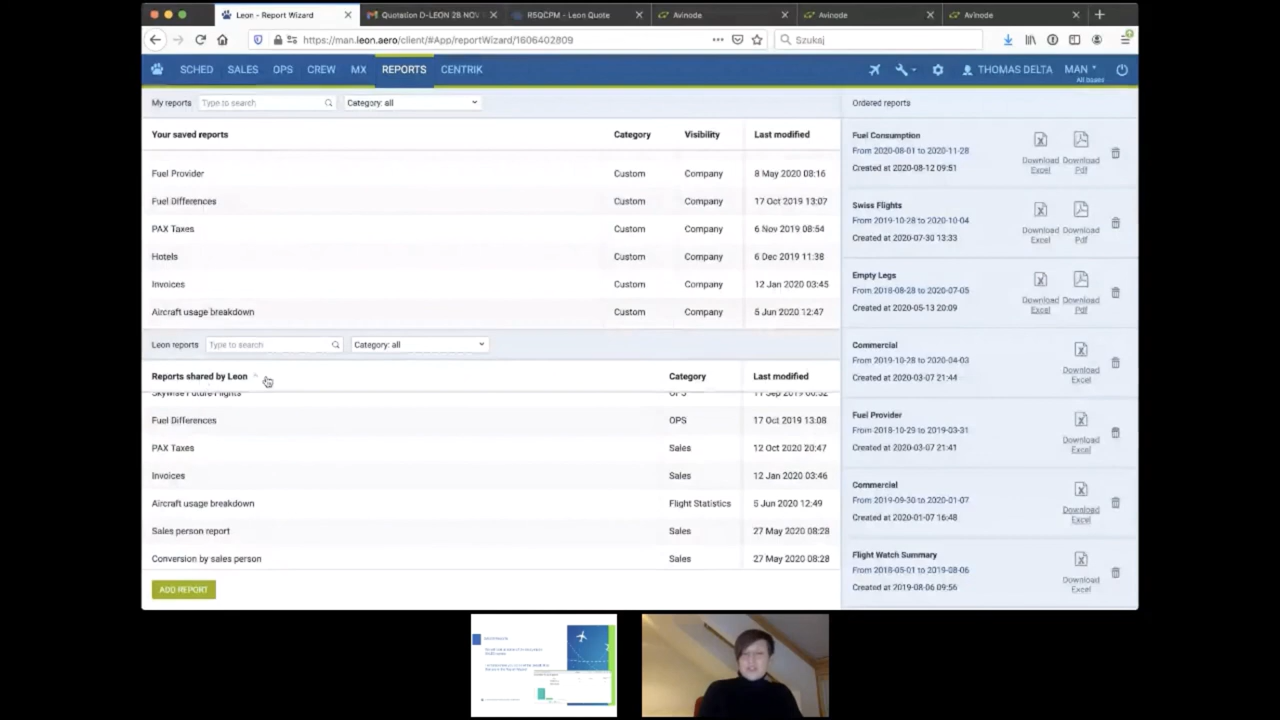 Leon - Report Wizard
Quotation D-LEON 28 NOV
R5QCPM - Leon Quote
Avinode
Avinode
Avinode
https://man.leon.aero/client/#App/reportWizard/1606402809
Szukaj
SCHED SALES OPS CREW MX REPORTS CENTRIK
THOMAS DELTA
MAN
My reports
Type to search
Category: all
Ordered reports
Your saved reports Category Visibility Last modified
Fuel Provider Custom Company 8 May 2020 08:16
Fuel Differences Custom Company 17 Oct 2019 13:07
PAX Taxes Custom Company 6 Nov 2019 08:54
Hotels Custom Company 6 Dec 2019 11:38
Invoices Custom Company 12 Jan 2020 03:45
Aircraft usage breakdown Custom Company 5 Jun 2020 12:47
Leon reports
Type to search
Category: all
Reports shared by Leon Category Last modified
Skywise Future Flights OPS
Fuel Differences OPS 17 Oct 2019 13:08
PAX Taxes Sales 12 Oct 2020 20:47
Invoices Sales 12 Jan 2020 03:46
Aircraft usage breakdown Flight Statistics 5 Jun 2020 12:49
Sales person report Sales 27 May 2020 08:28
Conversion by sales person Sales 27 May 2020 08:28
ADD REPORT
Fuel Consumption
From 2020-08-01 to 2020-11-28
Created at 2020-08-12 09:51
Download Excel
Download Pdf
Swiss Flights
From 2019-10-28 to 2020-10-04
Created at 2020-07-30 13:33
Download Excel
Download Pdf
Empty Legs
From 2018-08-28 to 2020-07-05
Created at 2020-05-13 20:09
Download Excel
Download Pdf
Commercial
From 2019-10-28 to 2020-04-03
Created at 2020-03-07 21:44
Download Excel
Fuel Provider
From 2018-10-29 to 2019-03-31
Created at 2020-03-07 21:41
Download Excel
Commercial
From 2019-09-30 to 2020-01-07
Created at 2020-01-07 16:48
Download Excel
Flight Watch Summary
From 2018-05-01 to 2019-08-06
Created at 2019-08-06 09:56
Download Excel